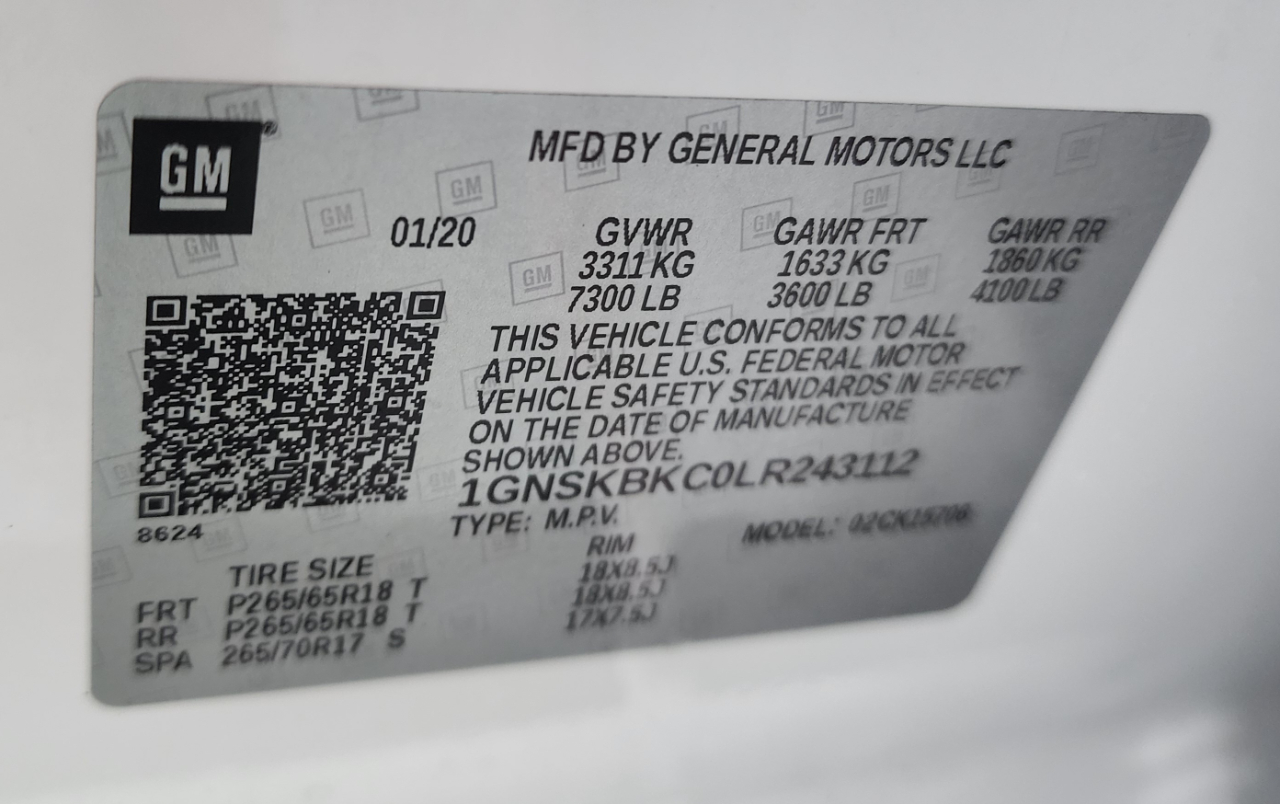 GM
MFD BY GENERAL MOTORS LLC
01/20 GVWR GAWR FRT GAWR RR
3311 KG 1633 KG 1860 KG
7300 LB 3600 LB 4100 LB
THIS VEHICLE CONFORMS TO ALL
APPLICABLE U.S. FEDERAL MOTOR
VEHICLE SAFETY STANDARDS IN EFFECT
ON THE DATE OF MANUFACTURE
SHOWN ABOVE.
1GNSKBKC0LR243112
8624
TYPE: M.P.V. MODEL:
TIRE SIZE RIM
FRT P265/65R18 T 18X8.5J
RR P265/65R18 T 18X8.5J
SPA 265/70R17 S 17X7.5J